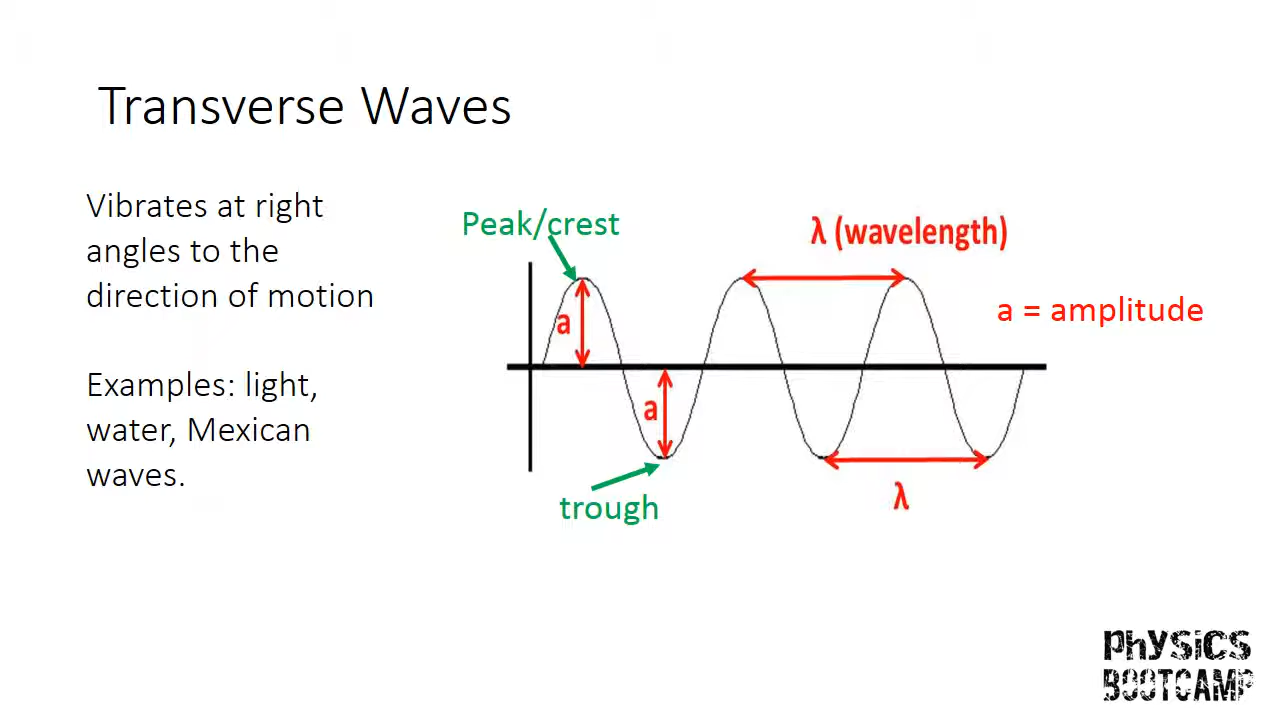 Transverse Waves
Vibrates at right
angles to the
direction of motion
Examples: light,
water, Mexican
waves.
Peak/crest
λ (wavelength)
a = amplitude
a
a
trough
λ
Physics
BOOTCAMP